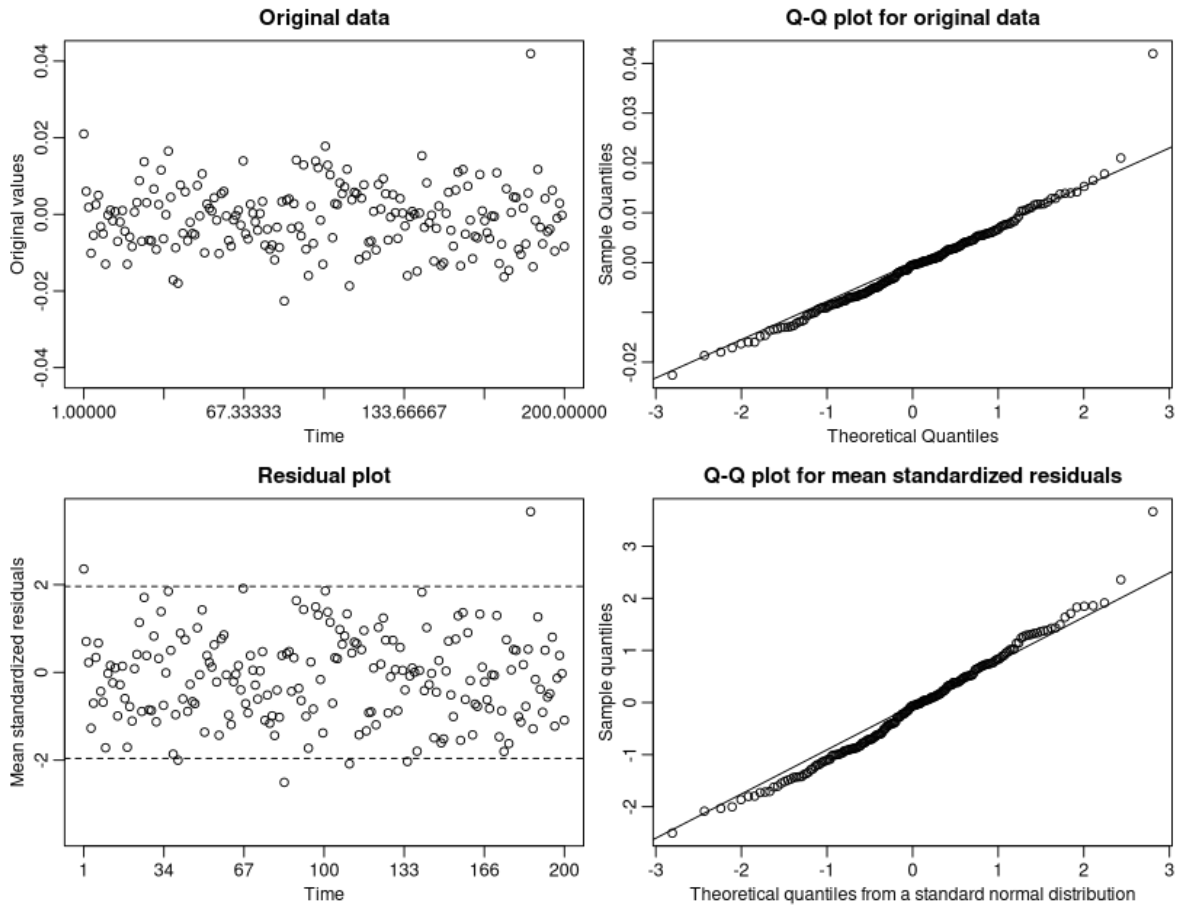 Original data
Original values
0.04
0.02
0.00
-0.02
-0.04
1.00000 67.33333 133.66667 200.00000
Time
Q-Q plot for original data
Sample Quantiles
0.04
0.03
0.02
0.01
0.00
-0.02
-3 -2 -1 0 1 2 3
Theoretical Quantiles
Residual plot
Mean standardized residuals
2
0
-2
1 34 67 100 133 166 200
Time
Q-Q plot for mean standardized residuals
Sample quantiles
3
2
1
0
-1
-2
-3 -2 -1 0 1 2 3
Theoretical quantiles from a standard normal distribution